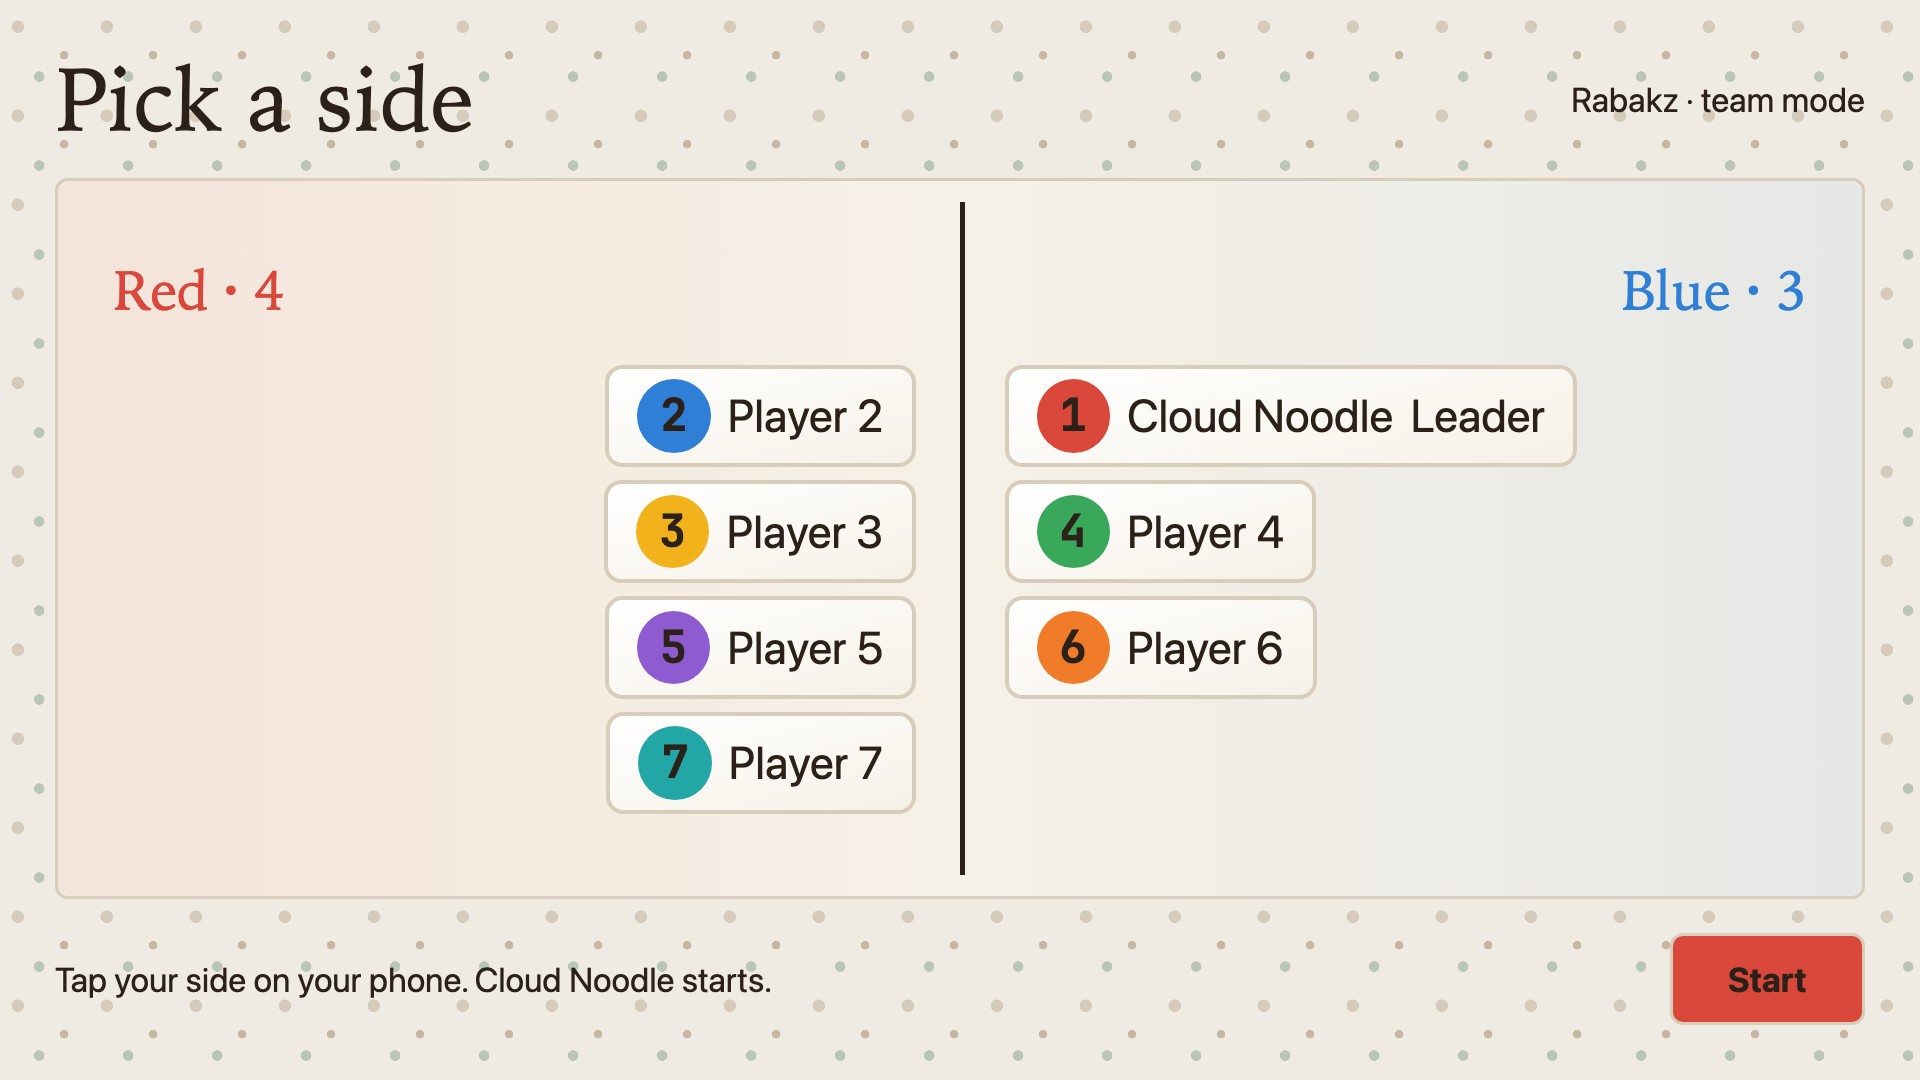 Pick a side
Rabakz · team mode
Red · 4
Blue · 3
2 Player 2
3 Player 3
5 Player 5
7 Player 7
1 Cloud Noodle Leader
4 Player 4
6 Player 6
Tap your side on your phone. Cloud Noodle starts.
Start